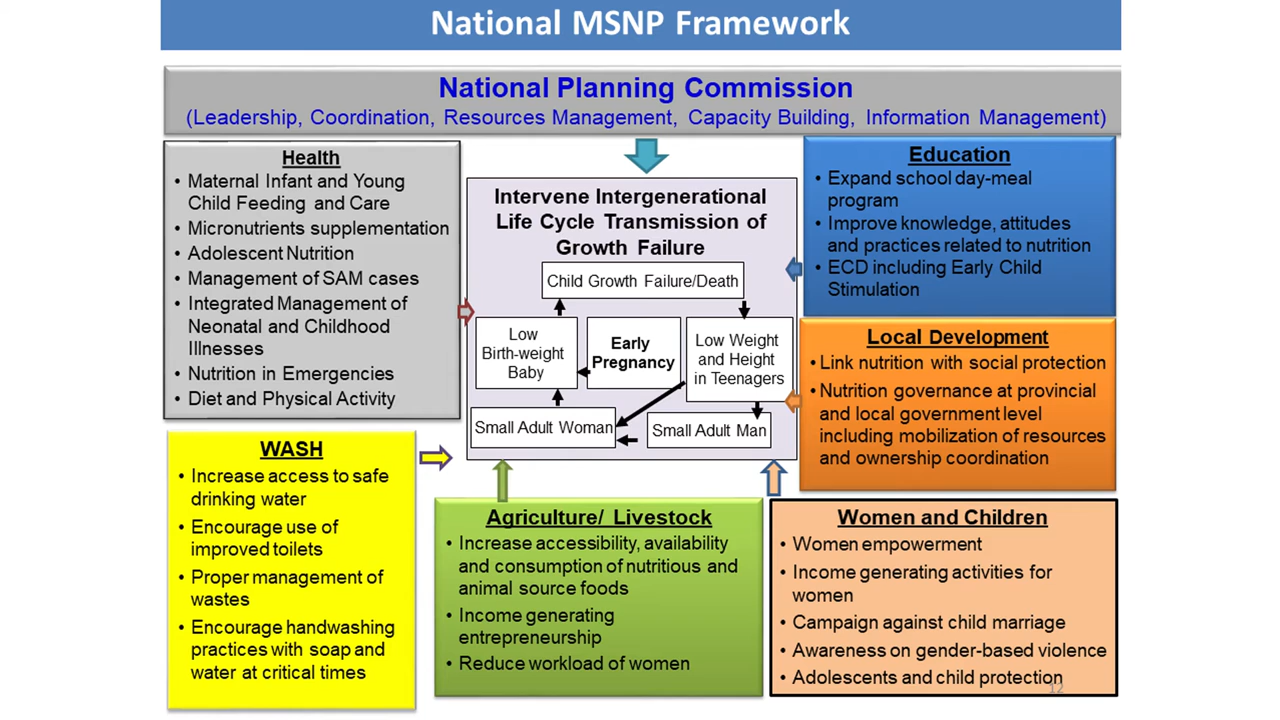 National MSNP Framework
National Planning Commission
(Leadership, Coordination, Resources Management, Capacity Building, Information Management)
Health
• Maternal Infant and Young
Child Feeding and Care
• Micronutrients supplementation
• Adolescent Nutrition
• Management of SAM cases
• Integrated Management of
Neonatal and Childhood
Illnesses
• Nutrition in Emergencies
• Diet and Physical Activity
Intervene Intergenerational
Life Cycle Transmission of
Growth Failure
Child Growth Failure/Death
Low
Birth-weight
Baby
Early
Pregnancy
Low Weight
and Height
in Teenagers
Small Adult Woman
Small Adult Man
Education
• Expand school day-meal
program
• Improve knowledge, attitudes
and practices related to nutrition
• ECD including Early Child
Stimulation
Local Development
• Link nutrition with social protection
• Nutrition governance at provincial
and local government level
including mobilization of resources
and ownership coordination
WASH
• Increase access to safe
drinking water
• Encourage use of
improved toilets
• Proper management of
wastes
• Encourage handwashing
practices with soap and
water at critical times
Agriculture/ Livestock
• Increase accessibility, availability
and consumption of nutritious and
animal source foods
• Income generating
entrepreneurship
• Reduce workload of women
Women and Children
• Women empowerment
• Income generating activities for
women
• Campaign against child marriage
• Awareness on gender-based violence
• Adolescents and child protection
12